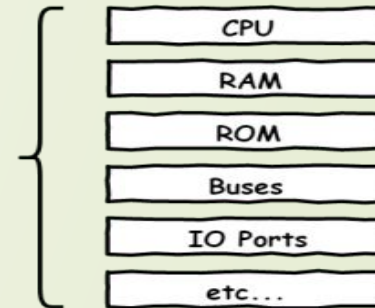 CPU
RAM
ROM
Buses
IO Ports
etc...